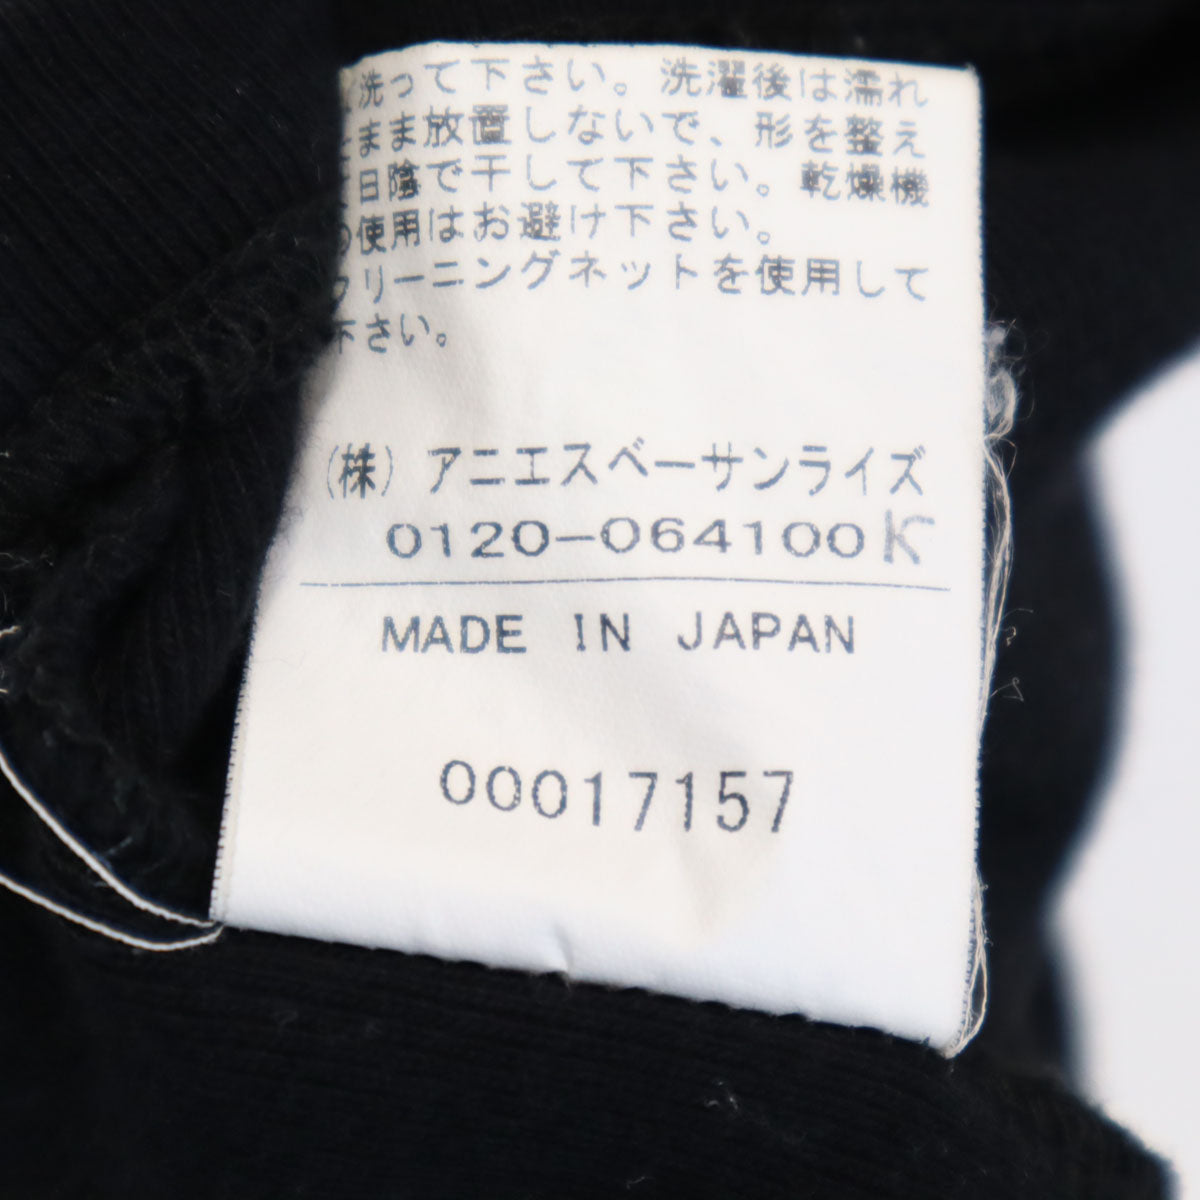 洗って下さい。洗濯後は濡れ
まま放置しないで、形を整え
日陰で干して下さい。乾燥機
の使用はお避け下さい。
クリーニングネットを使用して
下さい。
(株) アニエスベーサンライズ
0120-064100 K
MADE IN JAPAN
00017157